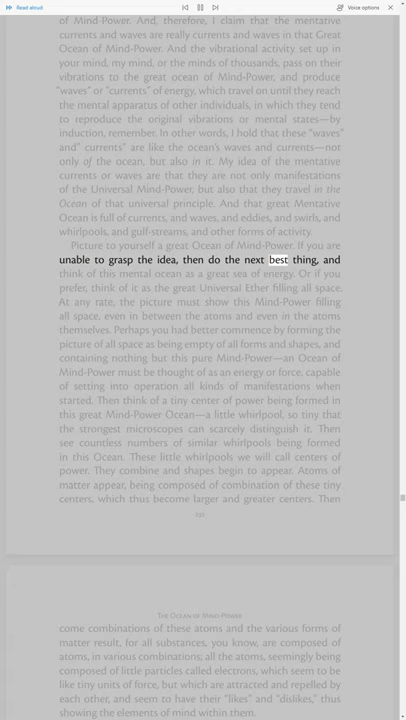 Read aloud
Voice options
of Mind-Power. And, therefore, I claim that the mentative
currents and waves are really currents and waves in that Great
Ocean of Mind-Power. And the vibrational activity set up in
your mind, my mind, or the minds of thousands, pass on their
vibrations to the great ocean of Mind-Power, and produce
“waves” or “currents” of energy, which travel on until they reach
the mental apparatus of other individuals, in which they tend
to reproduce the original vibrations or mental states—by
induction, remember. In other words, I hold that these “waves”
and” currents” are like the ocean’s waves and currents—not
only of the ocean, but also in it. My idea of the mentative
currents or waves are that they are not only manifestations
of the Universal Mind-Power, but also that they travel in the
Ocean of that universal principle. And that great Mentative
Ocean is full of currents, and waves, and eddies, and swirls, and
whirlpools, and gulf-streams, and other forms of activity.
Picture to yourself a great Ocean of Mind-Power. If you are
unable to grasp the idea, then do the next best thing, and
think of this mental ocean as a great sea of energy. Or if you
prefer, think of it as the great Universal Ether filling all space.
At any rate, the picture must show this Mind-Power filling
all space, even in between the atoms and even in the atoms
themselves. Perhaps you had better commence by forming the
picture of all space as being empty of all forms and shapes, and
containing nothing but this pure Mind-Power—an Ocean of
Mind-Power must be thought of as an energy or force, capable
of setting into operation all kinds of manifestations when
started. Then think of a tiny center of power being formed in
this great Mind-Power Ocean—a little whirlpool, so tiny that
the strongest microscopes can scarcely distinguish it. Then
see countless numbers of similar whirlpools being formed
in this Ocean. These little whirlpools we will call centers of
power. They combine and shapes begin to appear. Atoms of
matter appear, being composed of combination of these tiny
centers, which thus become larger and greater centers. Then
The Ocean of Mind-Power
come combinations of these atoms and the various forms of
matter result, for all substances, you know, are composed of
atoms, in various combinations; all the atoms, seemingly being
composed of little particles called electrons, which seem to be
like tiny units of force, but which are attracted and repelled by
each other, and seem to have their “likes” and “dislikes,” thus
showing the elements of mind within them.